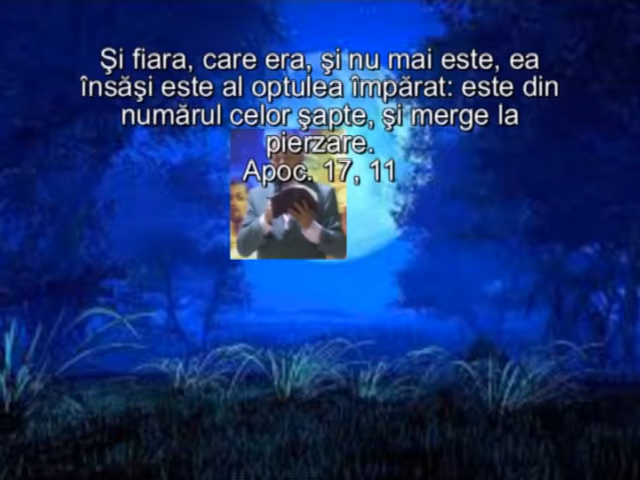 Şi fiara, care era, şi nu mai este, ea
însăşi este al optulea împărat: este din
numărul celor şapte, şi merge la
pierzare.
Apoc. 17, 11